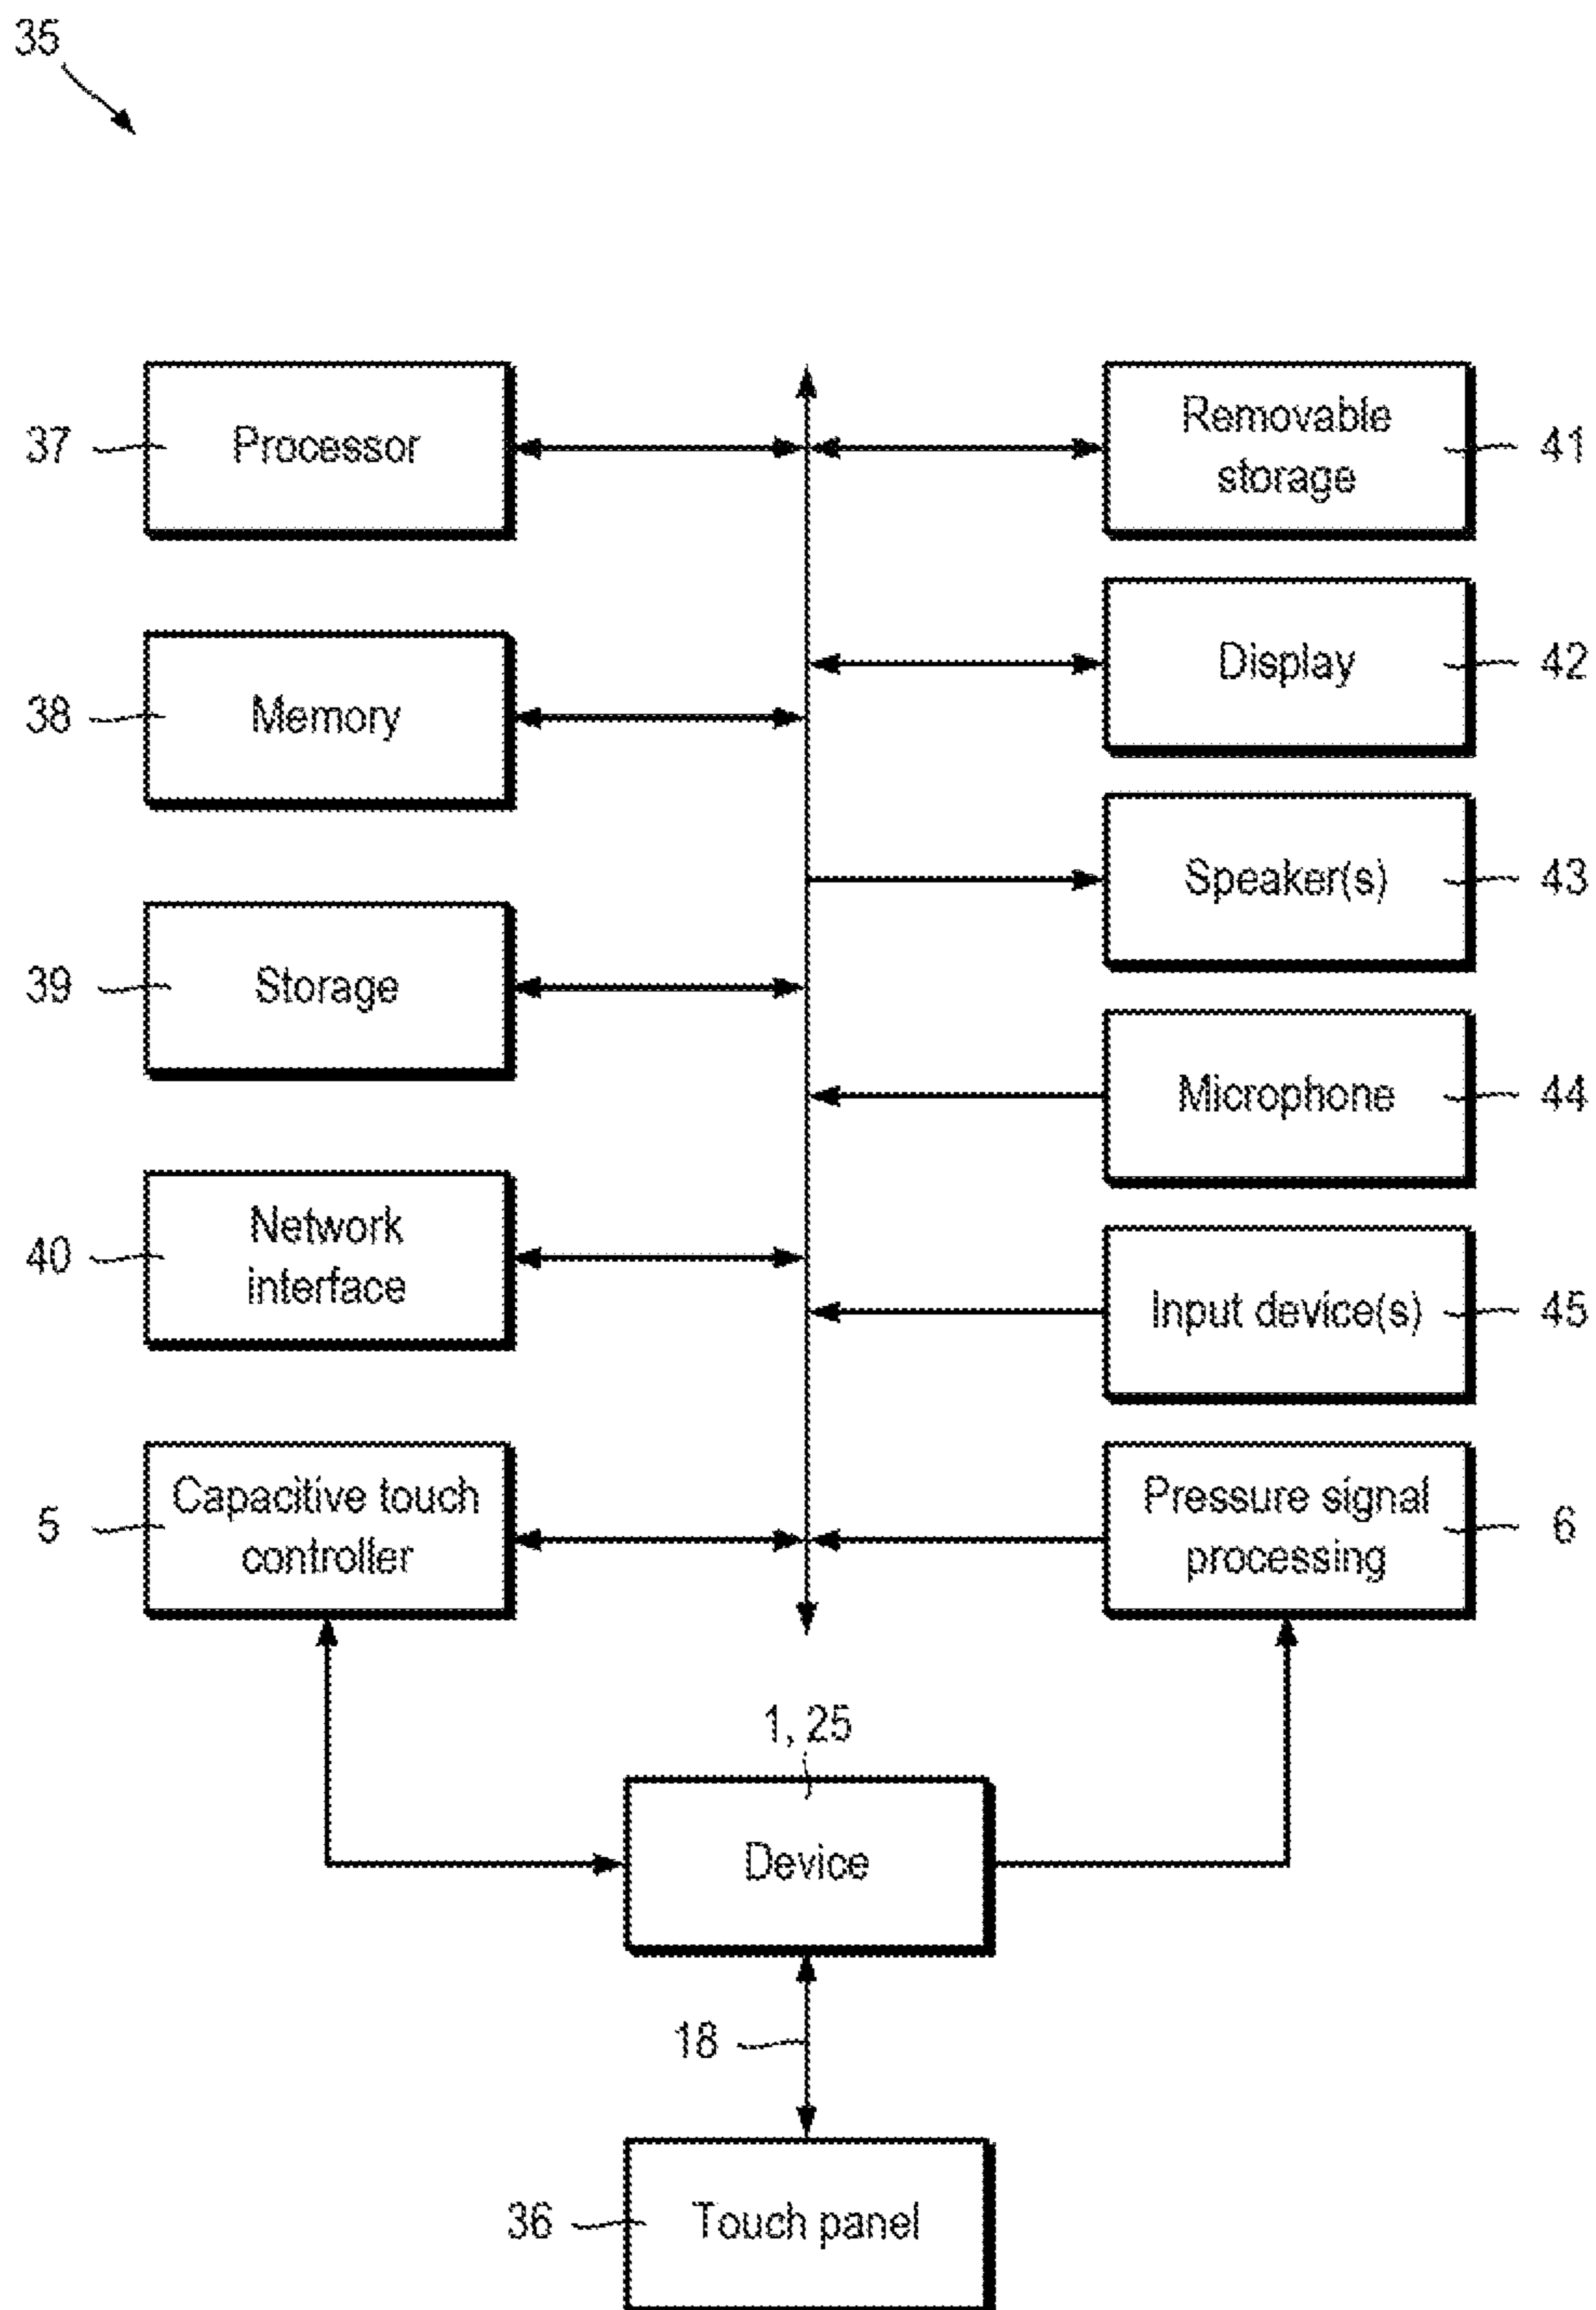 35
37
Processor
Removable
storage
41
Display
42
38
Memory
Speaker(s)
43
39
Storage
Microphone
44
40
Network
interface
Input device(s)
45
5
Capacitive touch
controller
Pressure signal
processing
6
1, 25
Device
18
36
Touch panel